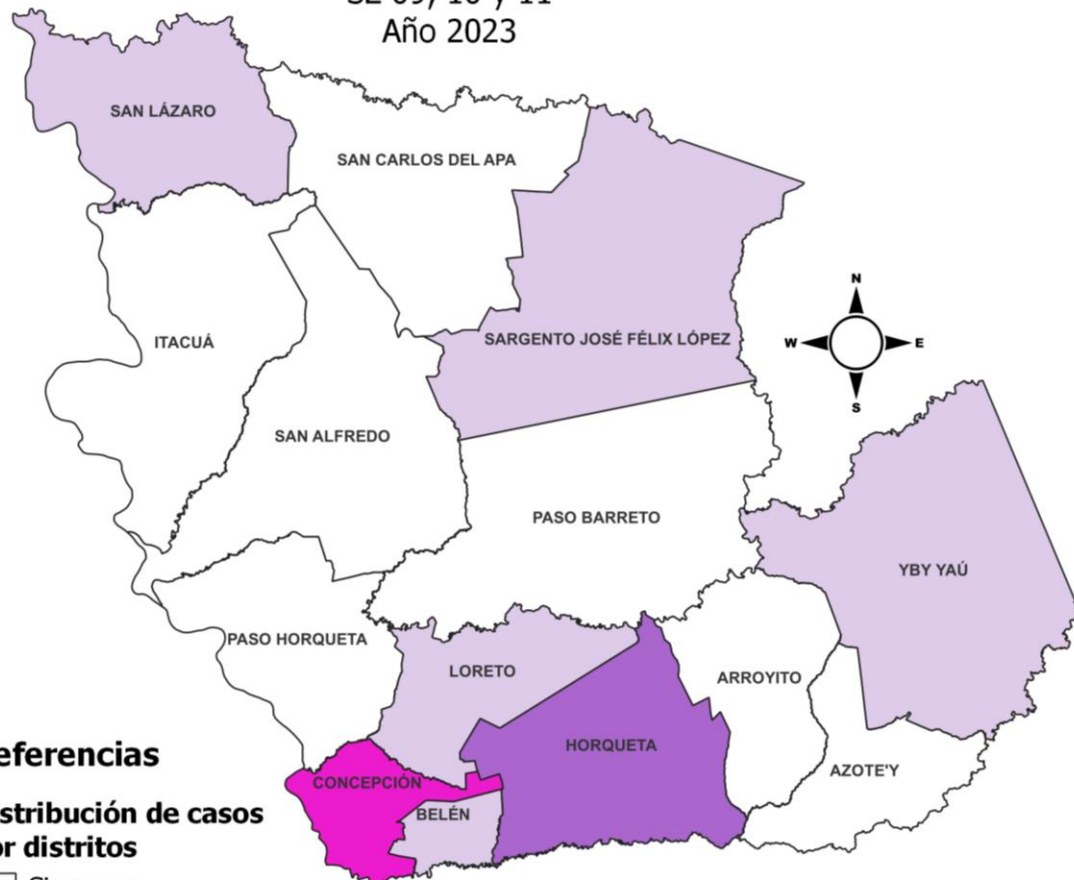 Año 2023
SAN LÁZARO
SAN CARLOS DEL APA
N
W
E
S
ITACUÁ
SARGENTO JOSÉ FÉLIX LÓPEZ
SAN ALFREDO
PASO BARRETO
YBY YAÚ
PASO HORQUETA
LORETO
ARROYITO
HORQUETA
AZOTE'Y
CONCEPCIÓN
BELÉN
eferencias
stribución de casos
or distritos